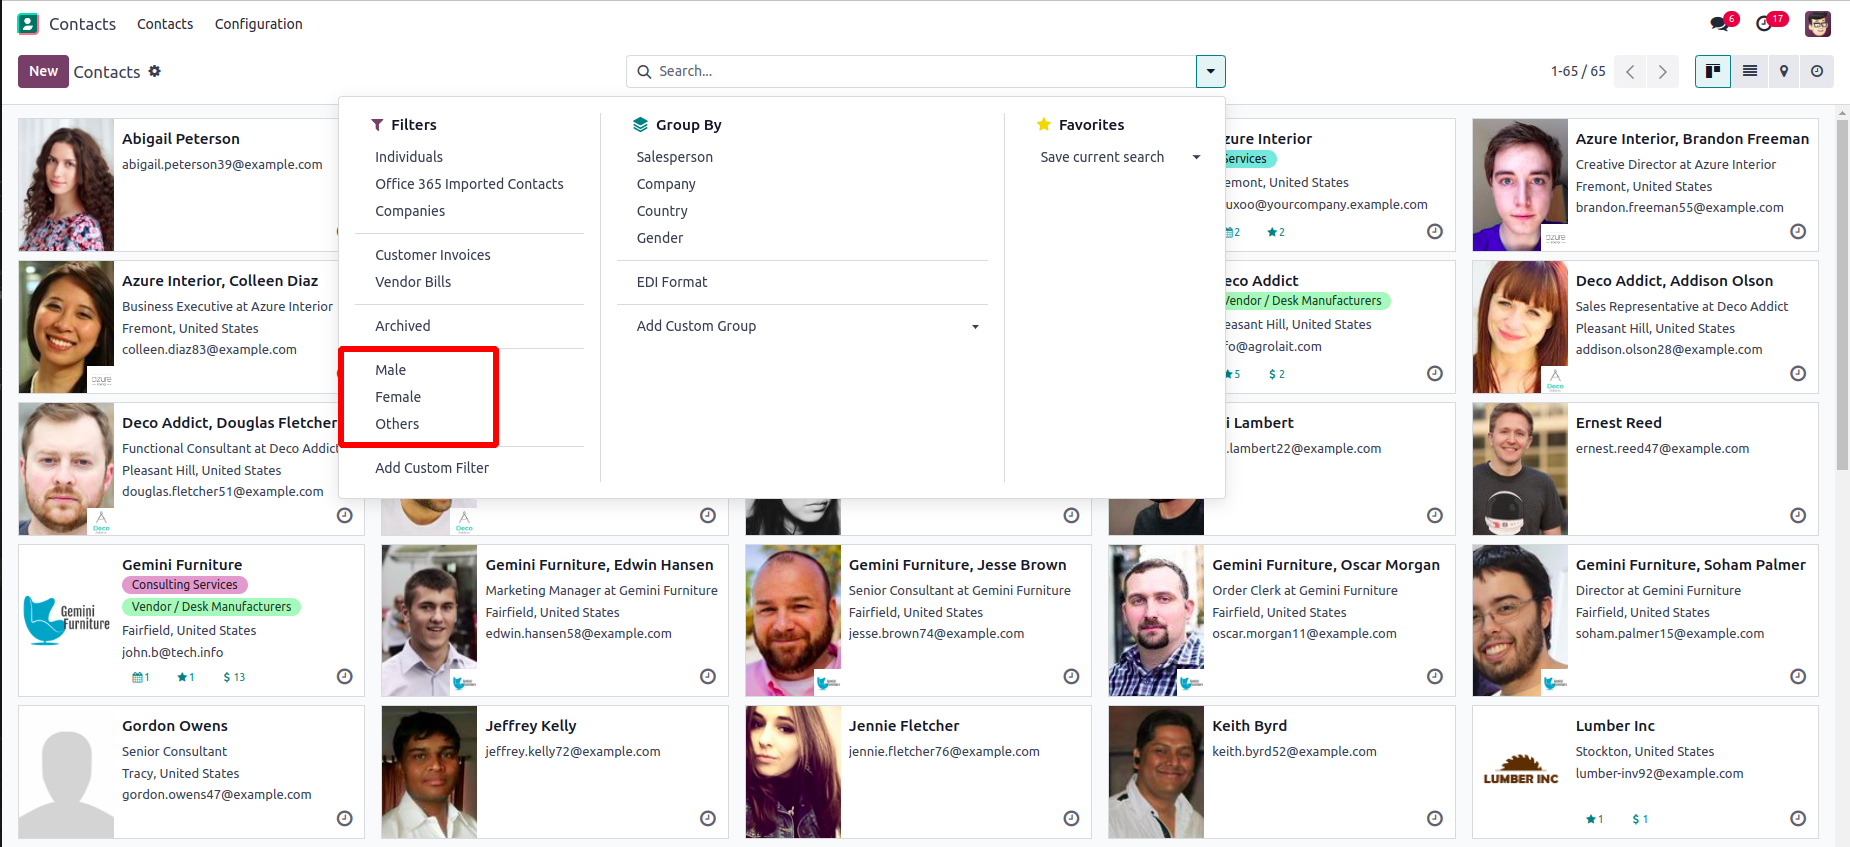 Contacts Contacts Configuration 6 17
New Contacts Search... 1-65 / 65
Filters
Individuals
Office 365 Imported Contacts
Companies
Customer Invoices
Vendor Bills
Archived
Male
Female
Others
Add Custom Filter
Group By
Salesperson
Company
Country
Gender
EDI Format
Add Custom Group
Favorites
Save current search
Abigail Peterson
abigail.peterson39@example.com
zure Interior
ervices
emont, United States
uxoo@yourcompany.example.com
2 2
Azure Interior, Brandon Freeman
Creative Director at Azure Interior
Fremont, United States
brandon.freeman55@example.com
azure
Azure Interior, Colleen Diaz
Business Executive at Azure Interior
Fremont, United States
colleen.diaz83@example.com
azure
eco Addict
endor / Desk Manufacturers
easant Hill, United States
fo@agrolait.com
5 $ 2
Deco Addict, Addison Olson
Sales Representative at Deco Addict
Pleasant Hill, United States
addison.olson28@example.com
Deco
Deco Addict, Douglas Fletcher
Functional Consultant at Deco Addic
Pleasant Hill, United States
douglas.fletcher51@example.com
Deco
Deco
i Lambert
.lambert22@example.com
Ernest Reed
ernest.reed47@example.com
Gemini Furniture
Consulting Services
Vendor / Desk Manufacturers
Fairfield, United States
john.b@tech.info
1 1 $ 13
Gemini
Furniture
Gemini Furniture, Edwin Hansen
Marketing Manager at Gemini Furniture
Fairfield, United States
edwin.hansen58@example.com
Gemini Furniture, Jesse Brown
Senior Consultant at Gemini Furniture
Fairfield, United States
jesse.brown74@example.com
Gemini Furniture, Oscar Morgan
Order Clerk at Gemini Furniture
Fairfield, United States
oscar.morgan11@example.com
Gemini Furniture, Soham Palmer
Director at Gemini Furniture
Fairfield, United States
soham.palmer15@example.com
Gordon Owens
Senior Consultant
Tracy, United States
gordon.owens47@example.com
Jeffrey Kelly
jeffrey.kelly72@example.com
Jennie Fletcher
jennie.fletcher76@example.com
Keith Byrd
keith.byrd52@example.com
Lumber Inc
Stockton, United States
lumber-inv92@example.com
1 $ 1
LUMBER INC